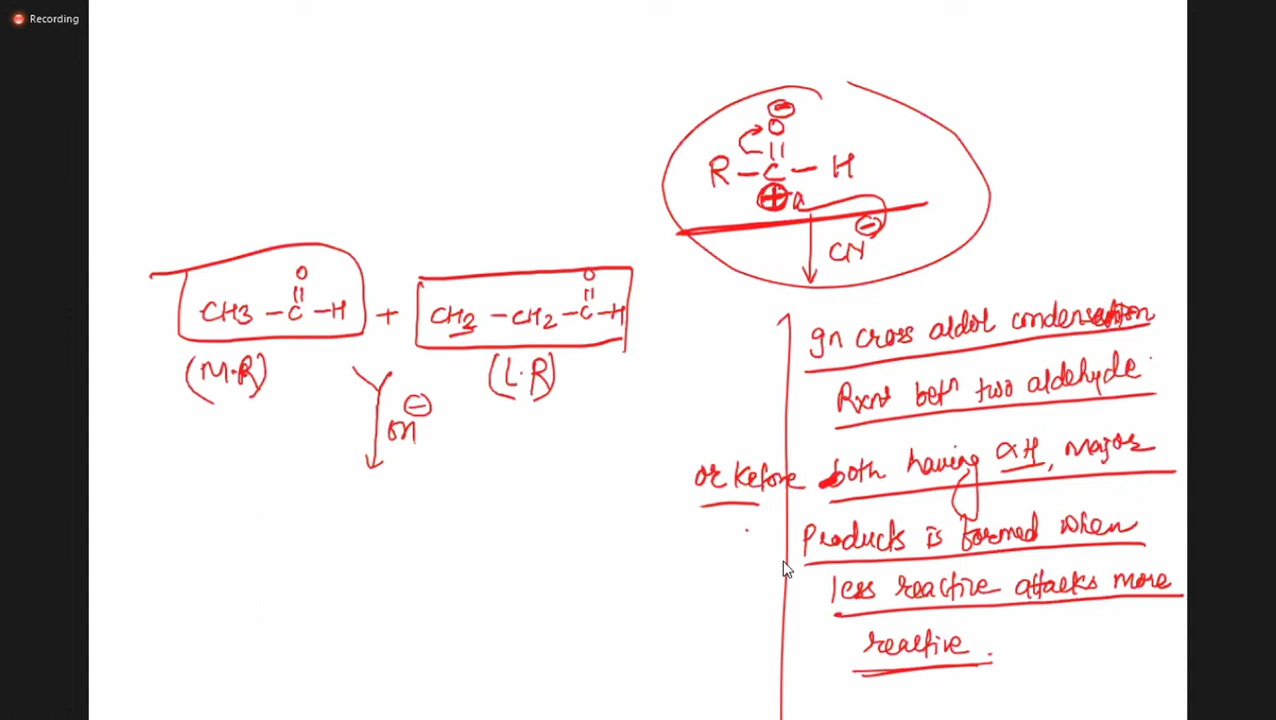 Recording
⊖
O
||
R - C - H
⊕
⊖
CN
O O
|| ||
CH3 - C - H + CH3 - CH2 - C - H
(M.R) (L.R)
⊖
OH
In cross aldol condensation
Rxn betn two aldehyde
or Ketone both having αH, major
Products is formed when
less reactive attacks more
reactive.